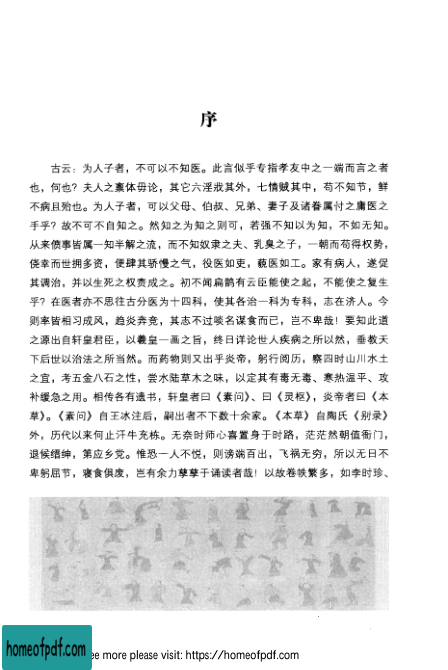 序
古云：为人子者，不可以不知医。此言似乎专指孝友中之一端而言之者
也，何也？夫人之禀体毋论，其它六淫戕其外，七情贼其中，苟不知节，鲜
不病且殆也。为人子者，可以父母、伯叔、兄弟、妻子及诸眷属付之庸医之
手乎？故不可不自知之。然知之为知之则可，若强不知以为知，不如无知。
从来偾事皆属一知半解之流，而不知奴隶之夫、乳臭之子，一朝而苟得权势，
侥幸而世拥多资，便肆其骄慢之气，役医如吏，藐医如工。家有病人，遂促
其调治，并以生死之权责成之。初不闻扁鹊有云臣能使之起，不能使之复生
乎？在医者亦不思往古分医为十四科，使其各治一科为专科，志在济人。今
则率皆相习成风，趋炎奔竞，其志不过啖名谋食而已，岂不卑哉！要知此道
之源出自轩皇君臣，以羲皇一画之旨，终日详论世人疾病之所以然，垂教天
下后世以治法之所当然。而药物则又出乎炎帝，躬行阅历，察四时山川水土
之宜，考五金八石之性，尝水陆草木之味，以定其有毒无毒、寒热温平、攻
补缓急之用。相传各有遗书，轩皇者曰《素问》、曰《灵枢》，炎帝者曰《本
草》。《素问》自王冰注后，嗣出者不下数十余家。《本草》自陶氏《别录》
外，历代以来何止汗牛充栋。无奈时师心喜置身于时路，茫茫然朝值衙门，
退候缙绅，第应乡党。惟恐一人不悦，则谤端百出，飞祸无穷，所以无日不
卑躬屈节，寝食俱废，岂有余力孳孳于诵读者哉！以故卷帙繁多，如李时珍、
homeofpdf.com
ee more please visit: https://homeofpdf.com